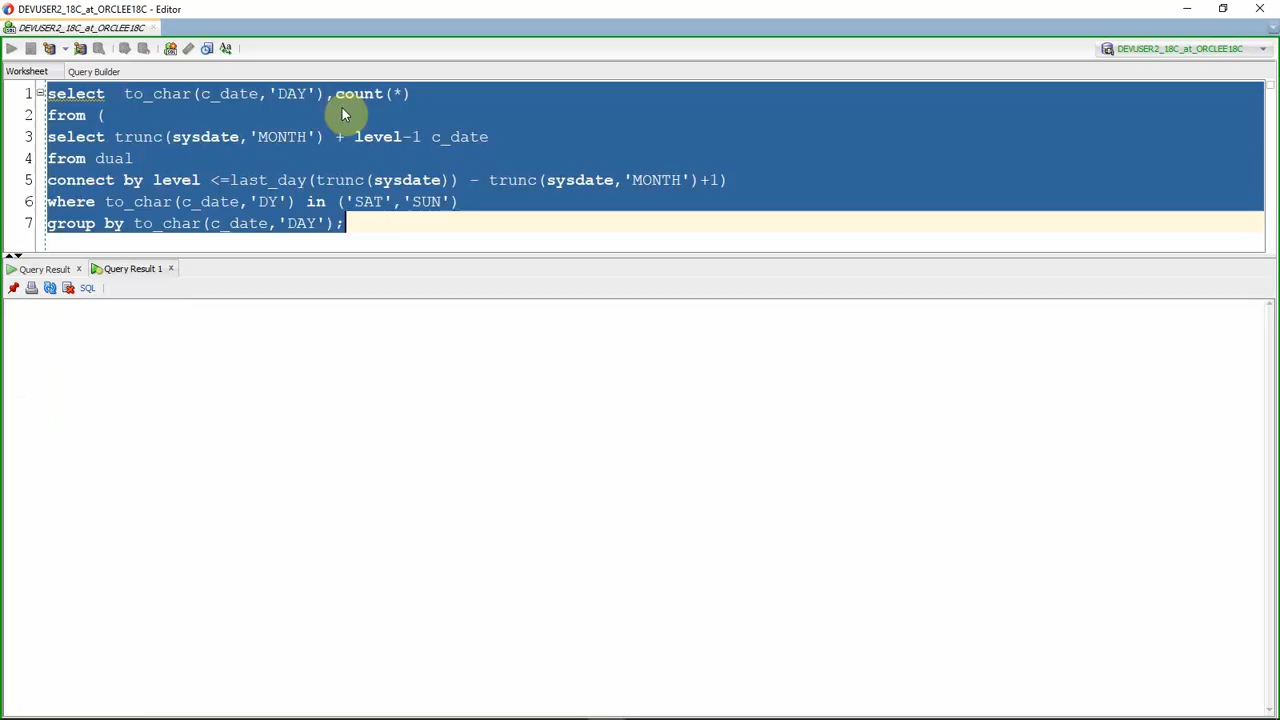 DEVUSER2_18C_at_ORCLEE18C - Editor
DEVUSER2_18C_at_ORCLEE18C
DEVUSER2_18C_at_ORCLEE18C
Worksheet Query Builder
1 select  to_char(c_date,'DAY'),count(*)
2 from (
3 select trunc(sysdate,'MONTH') + level-1 c_date
4 from dual
5 connect by level <=last_day(trunc(sysdate)) - trunc(sysdate,'MONTH')+1)
6 where to_char(c_date,'DY') in ('SAT','SUN')
7 group by to_char(c_date,'DAY');
Query Result Query Result 1
SQL